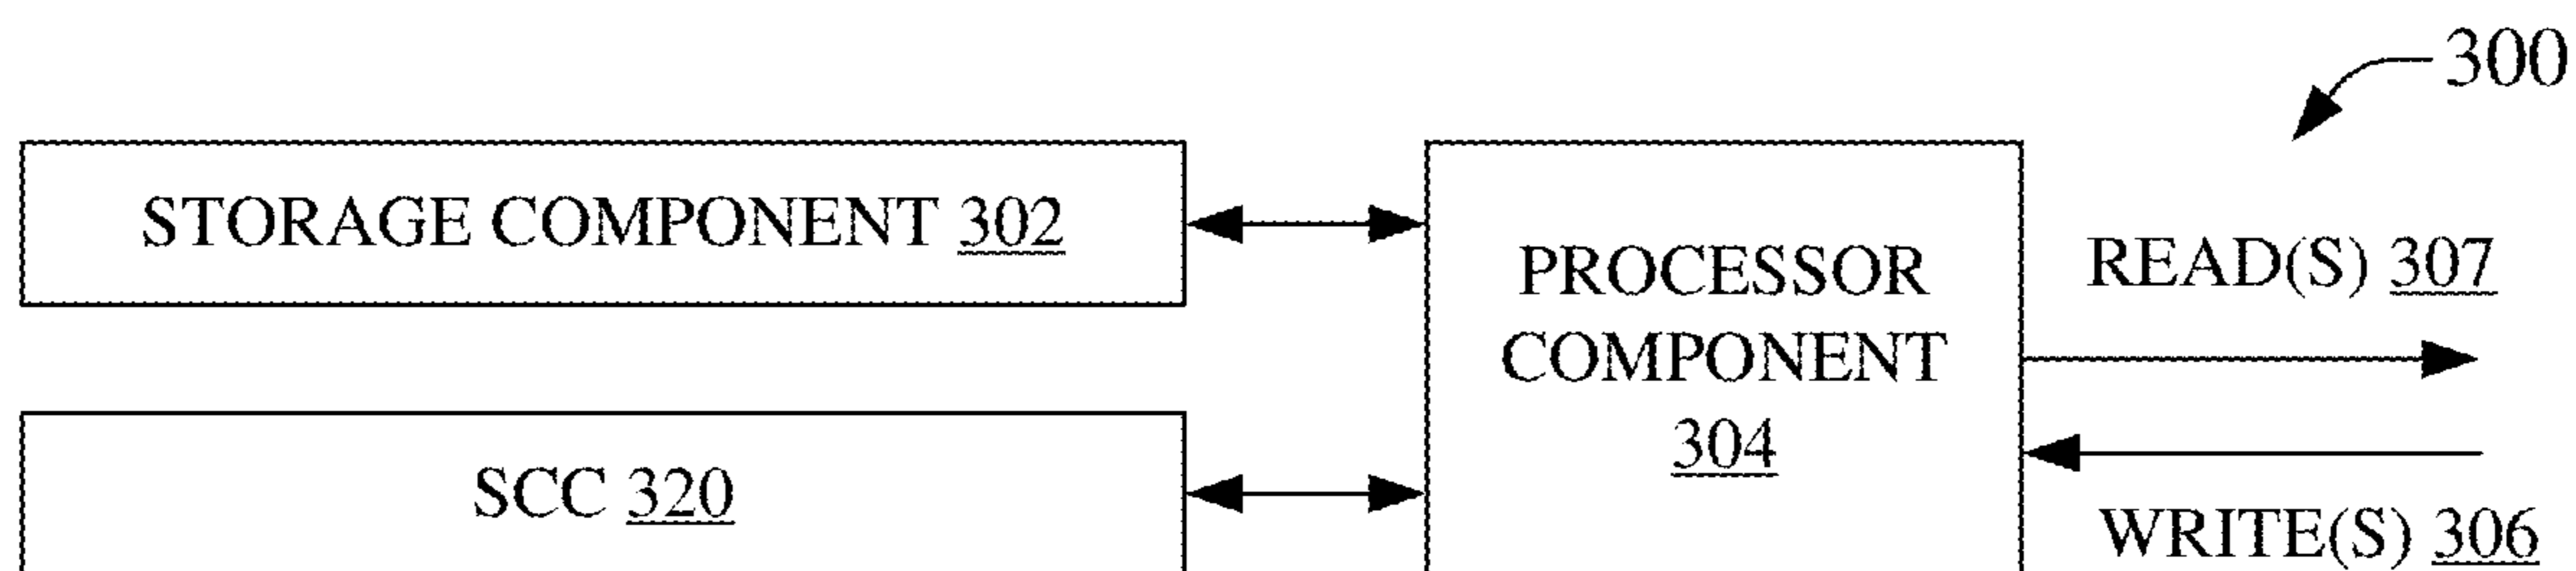 300
STORAGE COMPONENT 302
PROCESSOR
COMPONENT
304
READ(S) 307
SCC 320
WRITE(S) 306